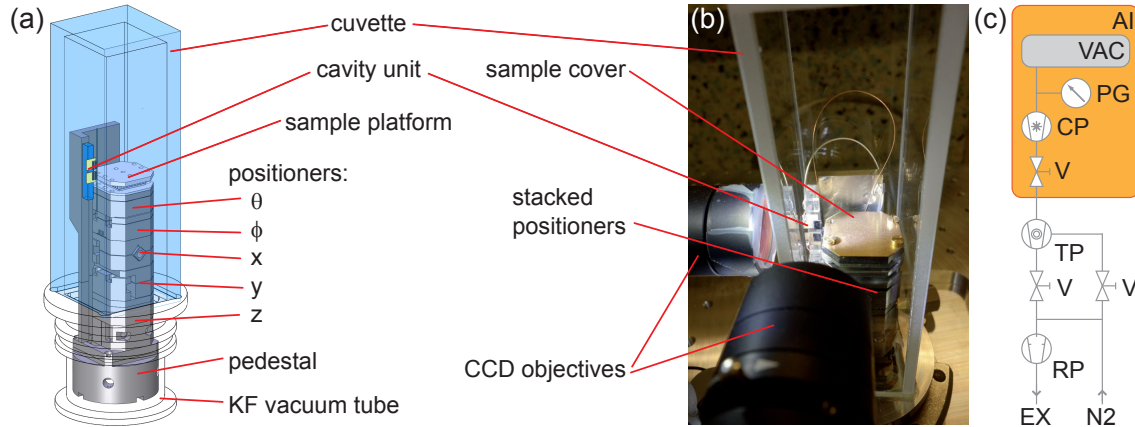 (a)
cuvette
cavity unit
sample platform
positioners:
θ
ϕ
x
y
z
pedestal
KF vacuum tube
(b)
sample cover
stacked
positioners
CCD objectives
(c)
AI
VAC
PG
CP
V
TP
V
V
RP
EX
N2